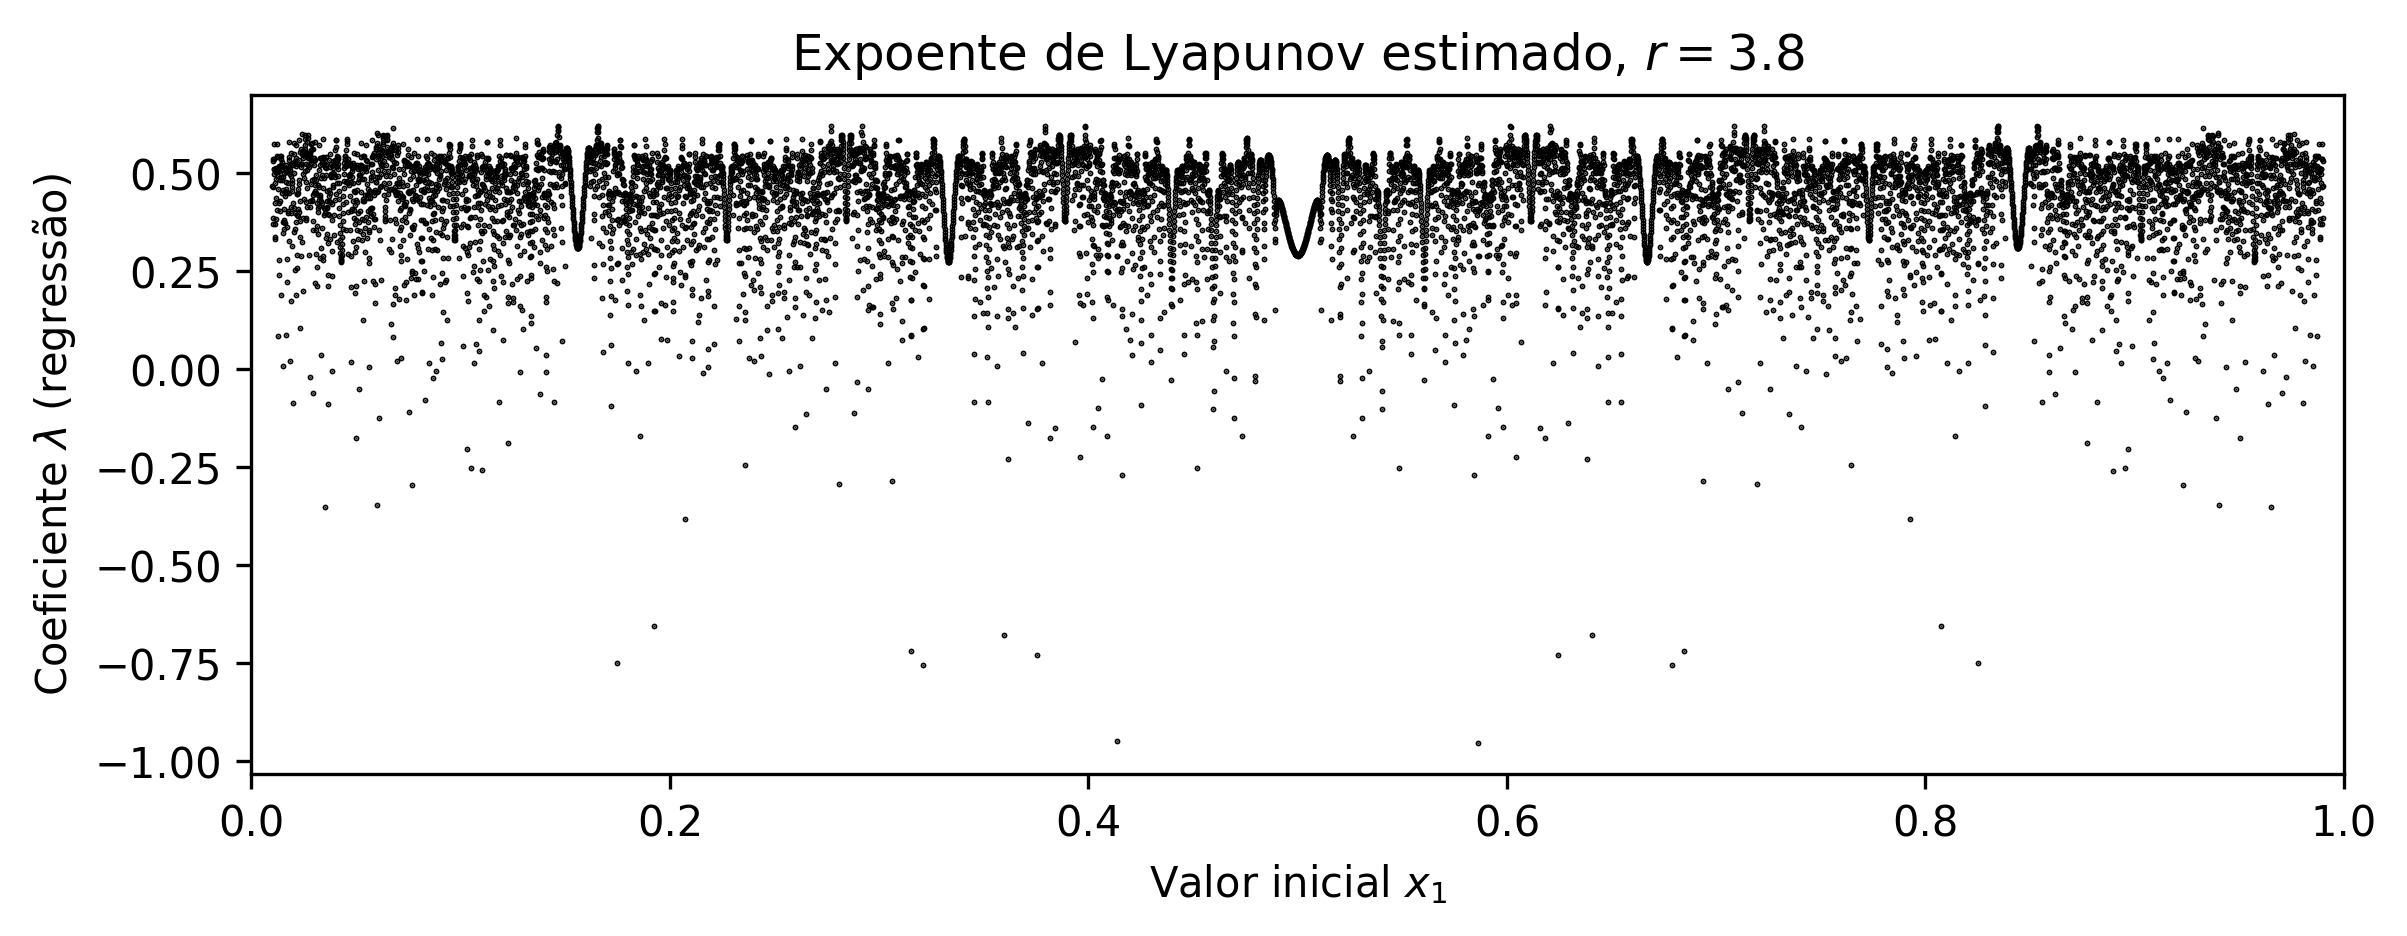 Expoente de Lyapunov estimado, r = 3.8
Coeficiente λ (regressão)
0.50
0.25
0.00
−0.25
−0.50
−0.75
−1.00
0.0 0.2 0.4 0.6 0.8 1.0
Valor inicial x₁